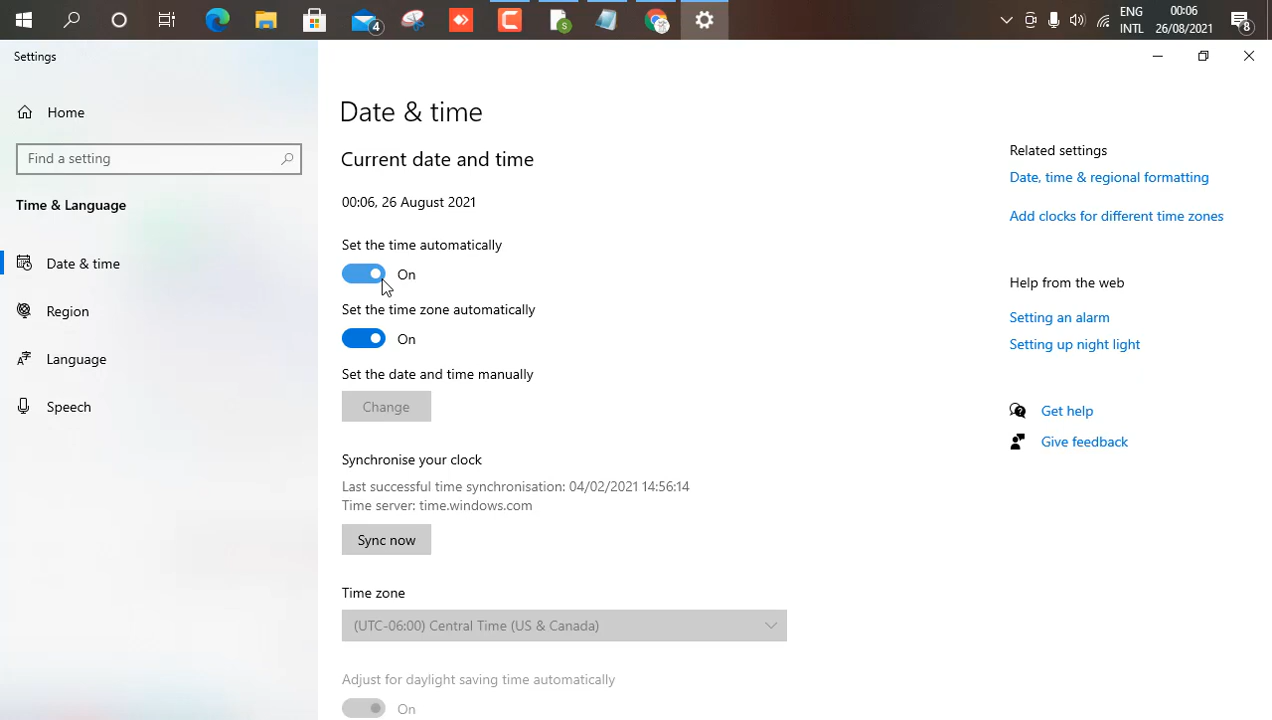 4
ENG
INTL
00:06
26/08/2021
8
Settings
Home
Find a setting
Time & Language
Date & time
Region
Language
Speech
Date & time
Current date and time
00:06, 26 August 2021
Set the time automatically
On
Set the time zone automatically
On
Set the date and time manually
Change
Synchronise your clock
Last successful time synchronisation: 04/02/2021 14:56:14
Time server: time.windows.com
Sync now
Time zone
(UTC-06:00) Central Time (US & Canada)
Adjust for daylight saving time automatically
On
Related settings
Date, time & regional formatting
Add clocks for different time zones
Help from the web
Setting an alarm
Setting up night light
Get help
Give feedback